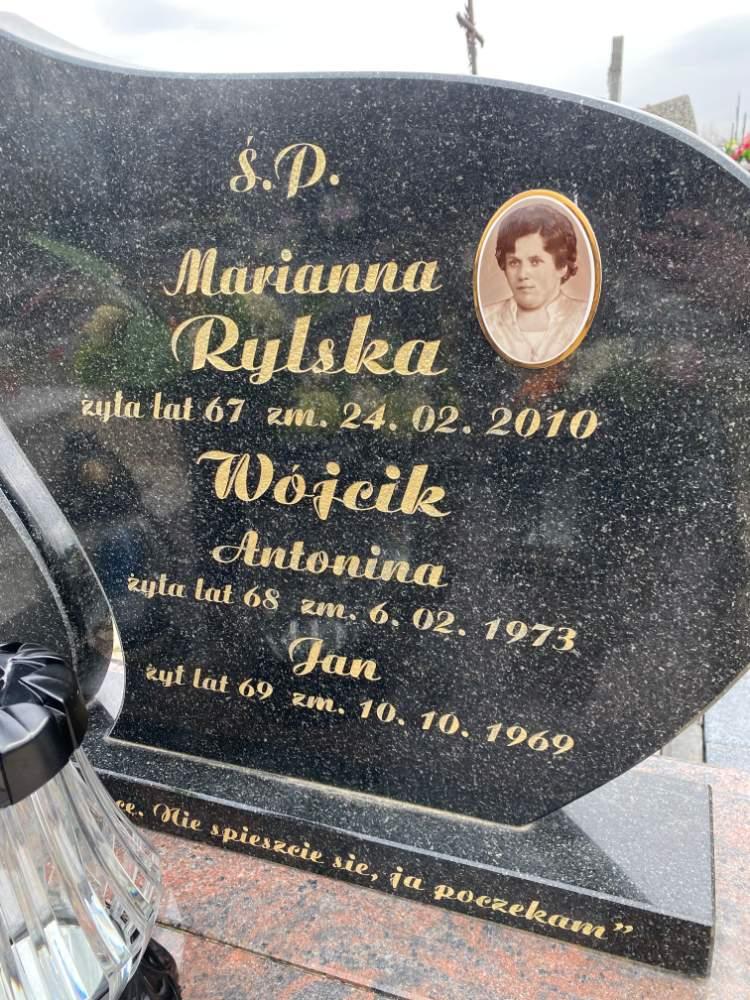 Ś.P.
Marianna
Rylska
żyła lat 67 zm. 24. 02. 2010
Wójcik
Antonina
żyła lat 68 zm. 6. 02. 1973
Jan
żył lat 69 zm. 10. 10. 1969
Nie spieszcie się, ja poczekam”